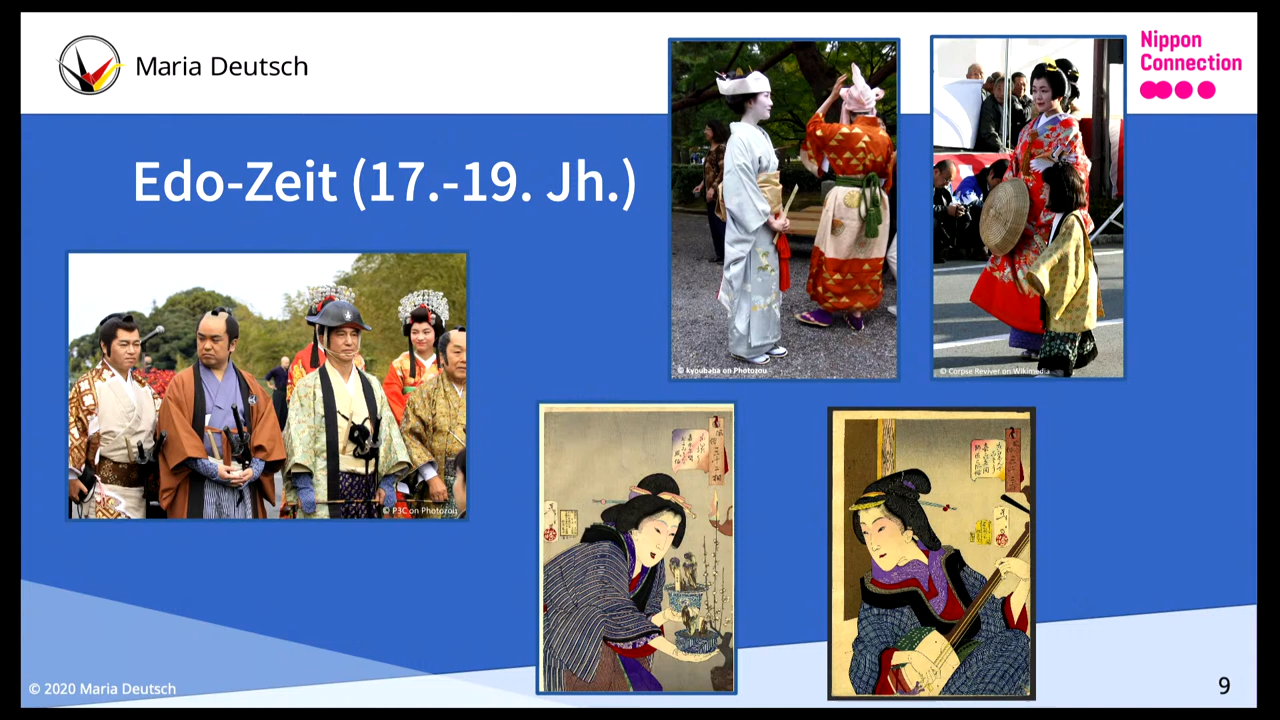 Maria Deutsch
Nippon
Connection
Edo-Zeit (17.-19. Jh.)
© kyoubaha on Photozou
© Corpse Reviver on Wikimedia
© P3C on Photozou
© 2020 Maria Deutsch
9